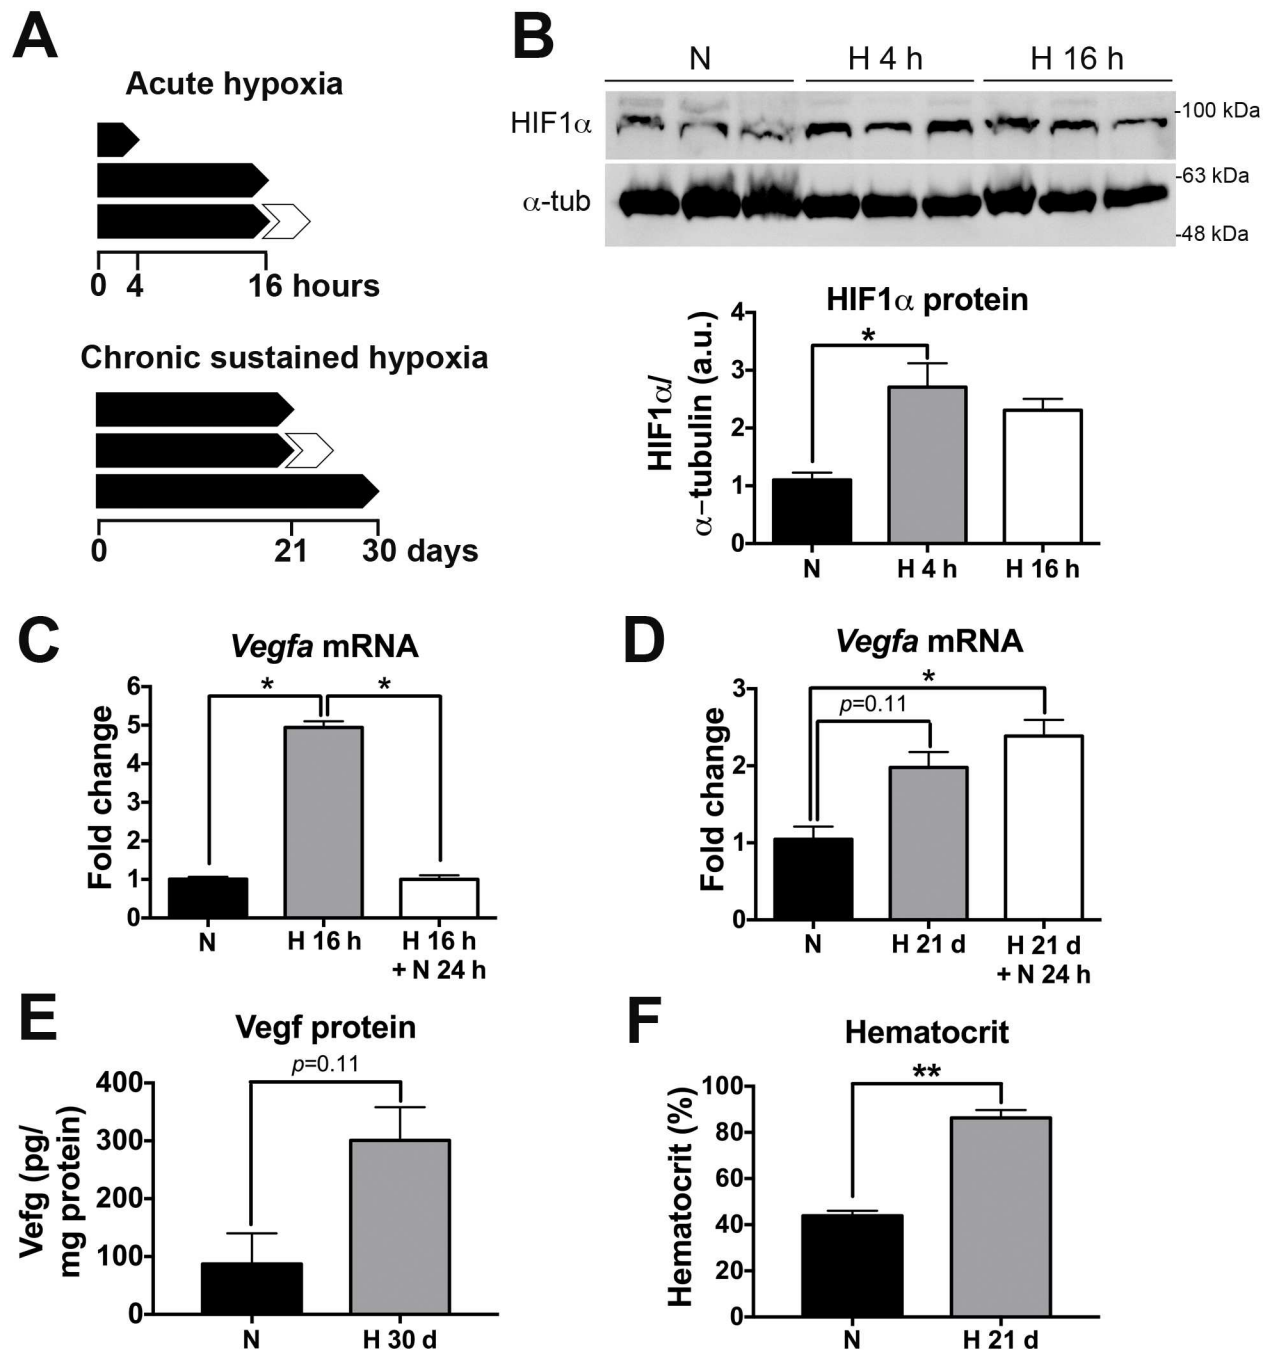 A
Acute hypoxia
0 4 16 hours
Chronic sustained hypoxia
0 21 30 days
B
N H 4 h H 16 h
HIF1α
-100 kDa
α-tub
-63 kDa
-48 kDa
HIF1α protein
HIF1α/
α−tubulin (a.u.)
4
3
2
1
0
*
N H 4 h H 16 h
C
Vegfa mRNA
Fold change
6
5
4
3
2
1
0
* *
N H 16 h H 16 h
+ N 24 h
D
Vegfa mRNA
Fold change
3
2
1
0
*
p=0.11
N H 21 d H 21 d
+ N 24 h
E
Vegf protein
p=0.11
Vefg (pg/
mg protein)
400
300
200
100
0
N H 30 d
F
Hematocrit
**
Hematocrit (%)
100
80
60
40
20
0
N H 21 d